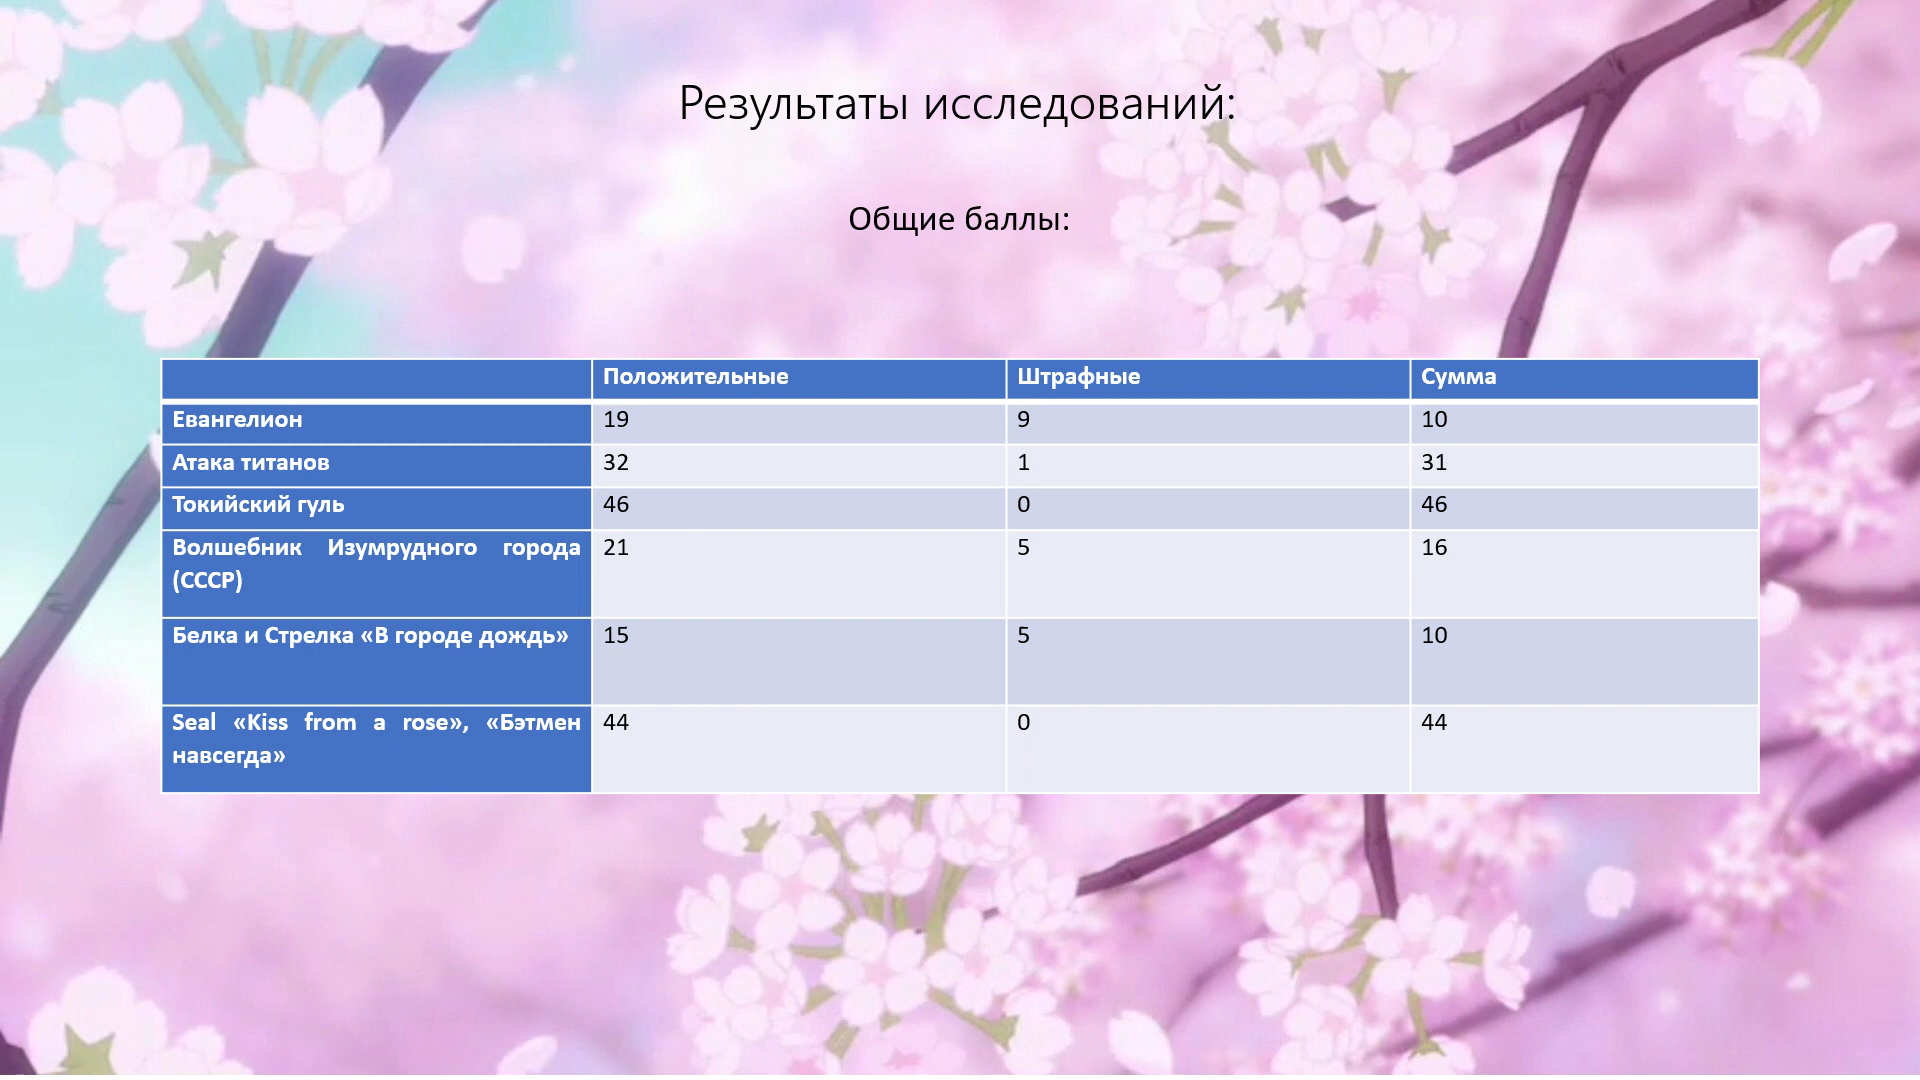 Результаты исследований:
Общие баллы:
Положительные Штрафные Сумма
Евангелион 19 9 10
Атака титанов 32 1 31
Токийский гуль 46 0 46
Волшебник Изумрудного города 21 5 16
(СССР)
Белка и Стрелка «В городе дождь» 15 5 10
Seal «Kiss from a rose», «Бэтмен 44 0 44
навсегда»